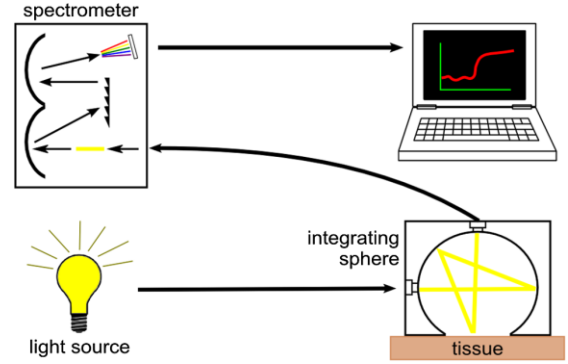 spectrometer
integrating
sphere
light source
tissue